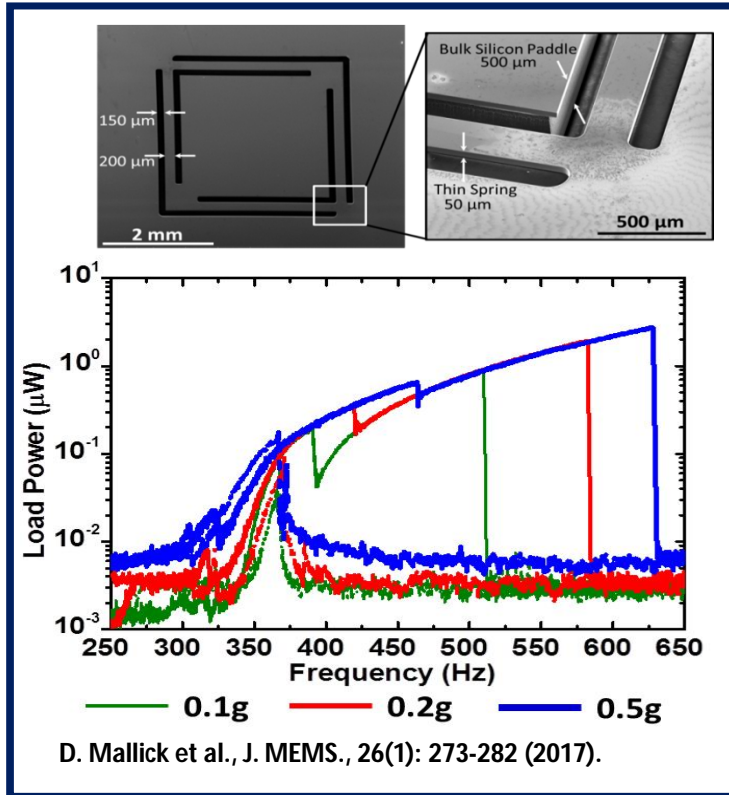 150 µm
200 µm
2 mm
Bulk Silicon Paddle
500 µm
Thin Spring
50 µm
500 µm
Load Power (µW)
10¹
10⁰
10⁻¹
10⁻²
10⁻³
250 300 350 400 450 500 550 600 650
Frequency (Hz)
0.1g 0.2g 0.5g
D. Mallick et al., J. MEMS., 26(1): 273-282 (2017).